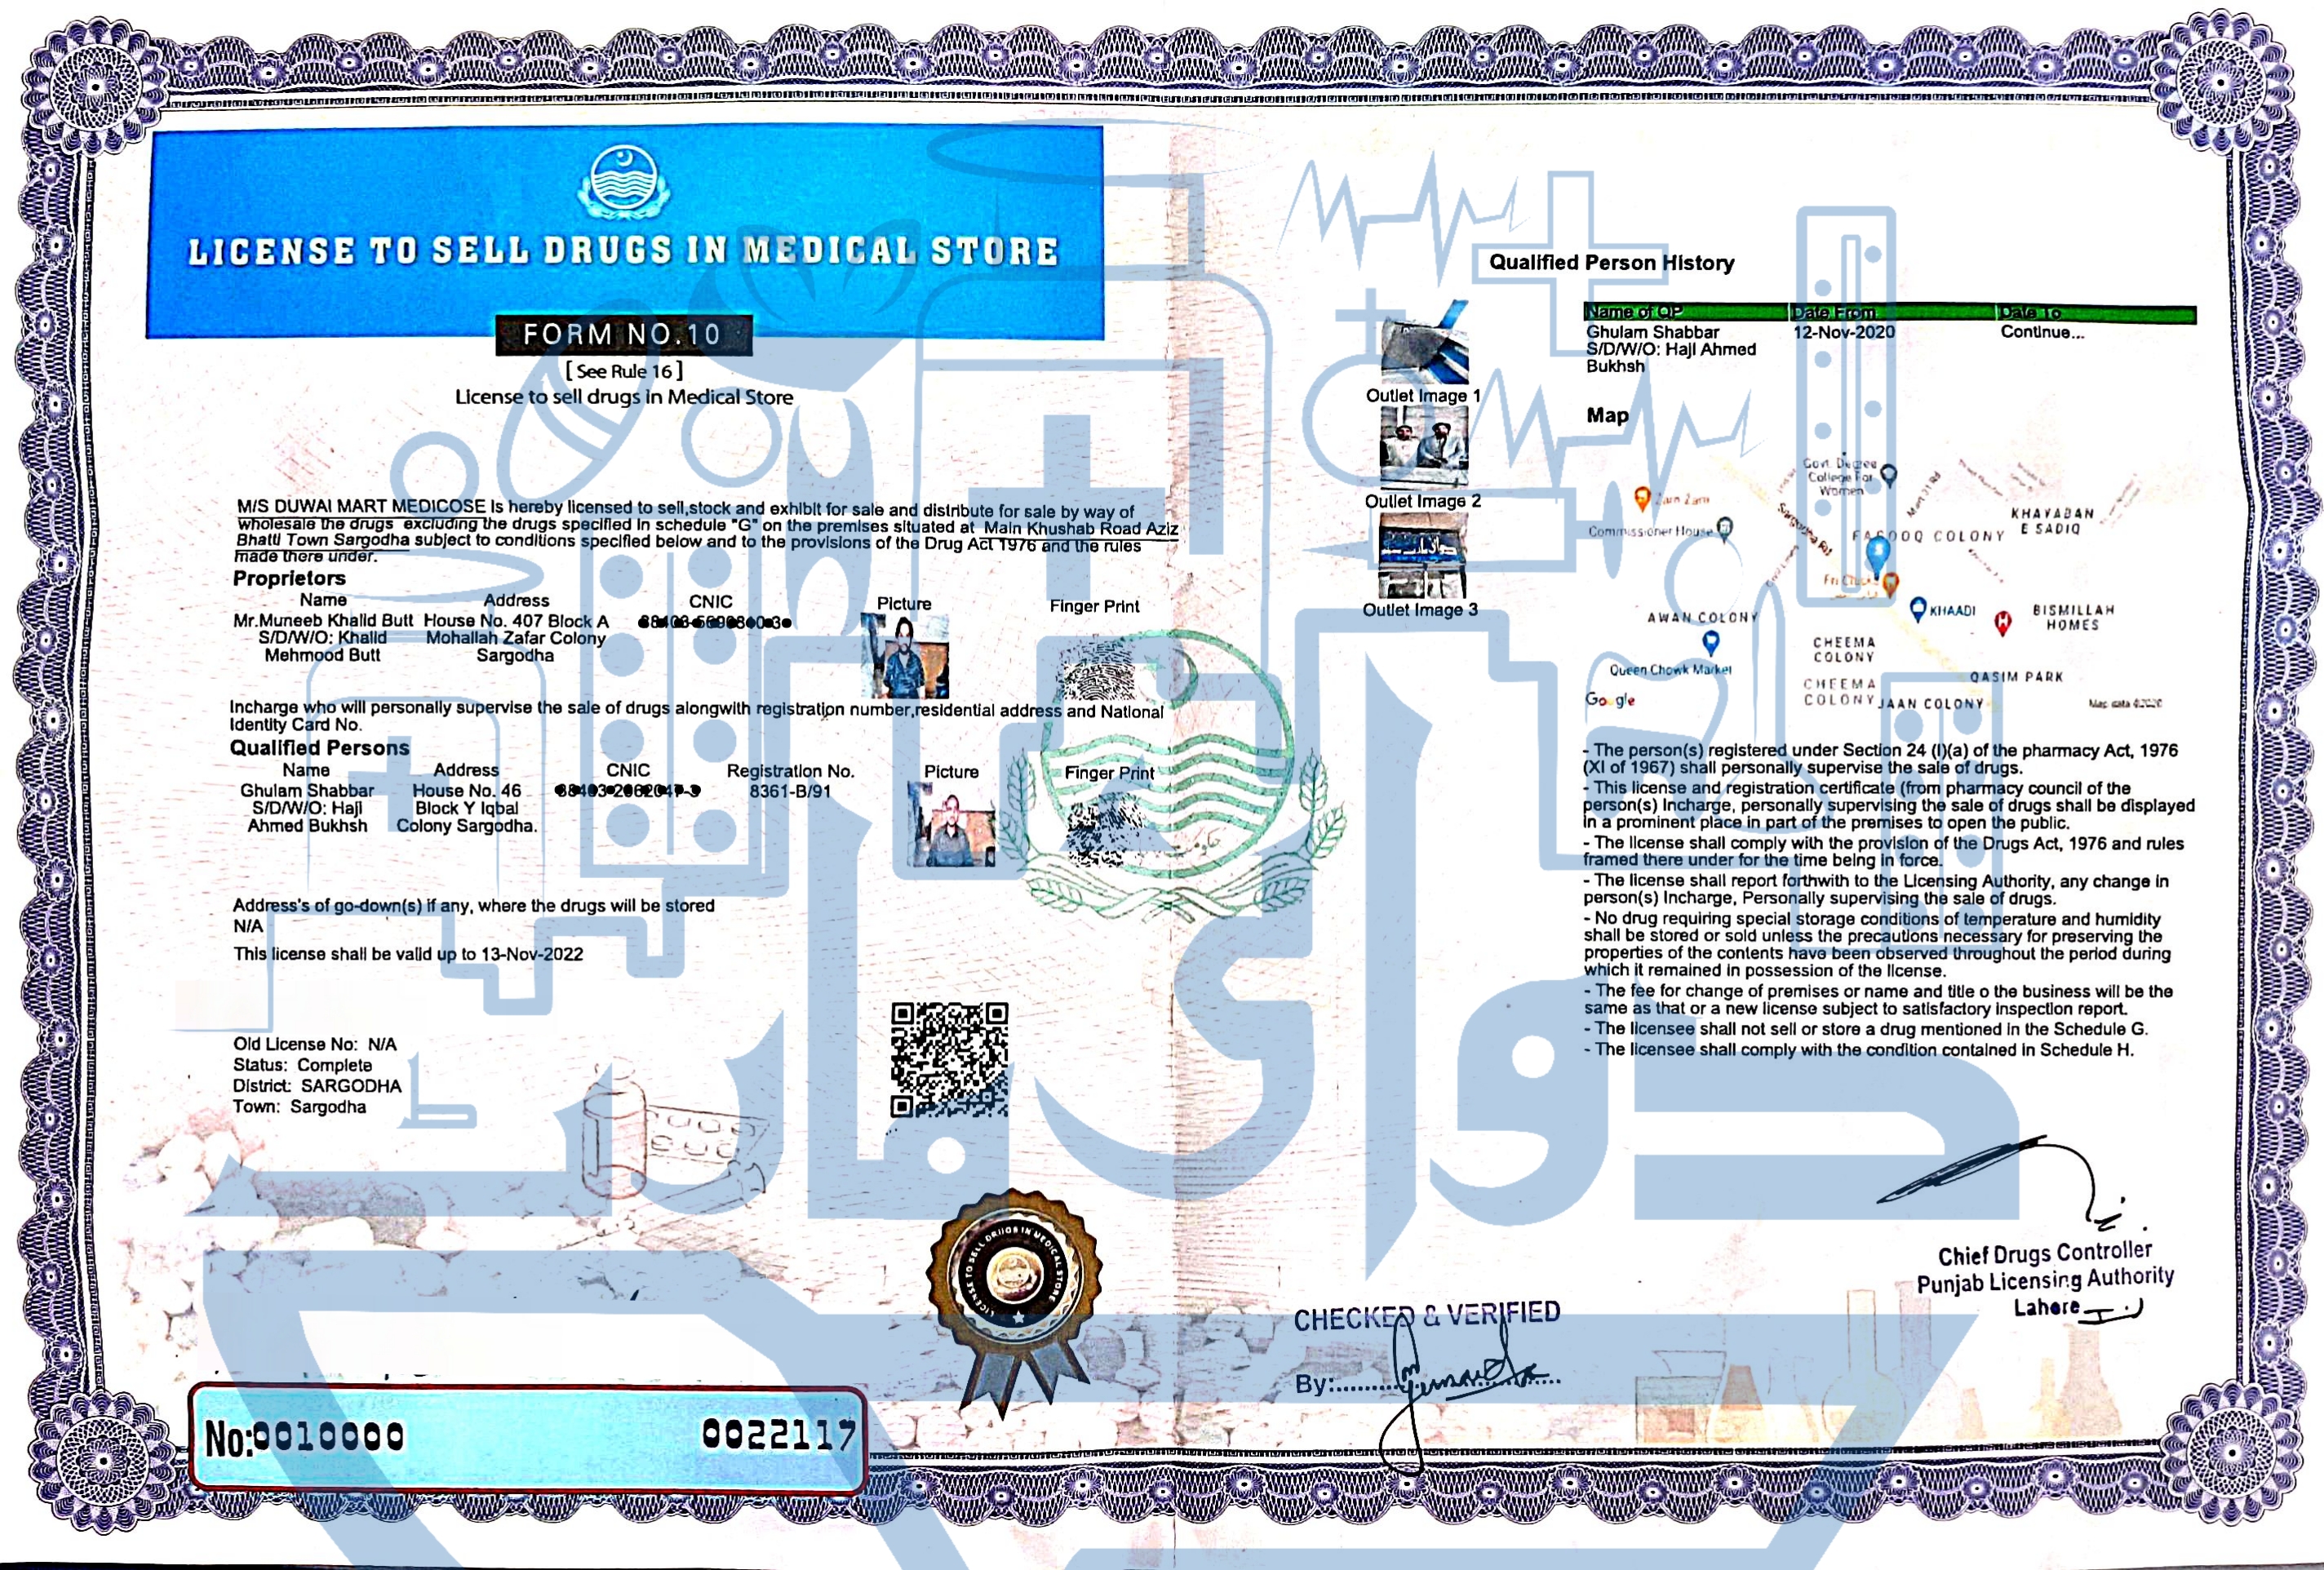 LICENSE TO SELL DRUGS IN MEDICAL STORE
FORM NO.10
[ See Rule 16 ]
License to sell drugs in Medical Store
M/S DUWAI MART MEDICOSE is hereby licensed to sell,stock and exhibit for sale and distribute for sale by way of
wholesale the drugs excluding the drugs specified in schedule "G" on the premises situated at Main Khushab Road Aziz
Bhatti Town Sargodha subject to conditions specified below and to the provisions of the Drug Act 1976 and the rules
made there under.
Proprietors
Name Address CNIC Picture Finger Print
Mr.Muneeb Khalid Butt House No. 407 Block A
S/D/W/O: Khalid Mohallah Zafar Colony
Mehmood Butt Sargodha
Incharge who will personally supervise the sale of drugs alongwith registration number,residential address and National
Identity Card No.
Qualified Persons
Name Address CNIC Registration No. Picture Finger Print
Ghulam Shabbar House No. 46 8361-B/91
S/D/W/O: Haji Block Y Iqbal
Ahmed Bukhsh Colony Sargodha.
Address's of go-down(s) if any, where the drugs will be stored
N/A
This license shall be valid up to 13-Nov-2022
Old License No: N/A
Status: Complete
District: SARGODHA
Town: Sargodha
LICENSE TO SELL DRUGS IN MEDICAL STORE
No:0010000 0022117
Qualified Person History
Name of QP Date From Date To
Ghulam Shabbar 12-Nov-2020 Continue...
S/D/W/O: Haji Ahmed
Bukhsh
Outlet Image 1
Outlet Image 2
Outlet Image 3
Map
Govt. Degree
College For
Women
Zam Zam
Commissioner House
Sargodha Rd
KHAYABAN
E SADIQ
FAROOQ COLONY
KHAADI
BISMILLAH
HOMES
AWAN COLONY
CHEEMA
COLONY
Queen Chowk Market
QASIM PARK
CHEEMA
COLONY
JAAN COLONY
Google
Map data ©2020
- The person(s) registered under Section 24 (I)(a) of the pharmacy Act, 1976
(XI of 1967) shall personally supervise the sale of drugs.
- This license and registration certificate (from pharmacy council of the
person(s) Incharge, personally supervising the sale of drugs shall be displayed
in a prominent place in part of the premises to open the public.
- The license shall comply with the provision of the Drugs Act, 1976 and rules
framed there under for the time being in force.
- The license shall report forthwith to the Licensing Authority, any change in
person(s) Incharge, Personally supervising the sale of drugs.
- No drug requiring special storage conditions of temperature and humidity
shall be stored or sold unless the precautions necessary for preserving the
properties of the contents have been observed throughout the period during
which it remained in possession of the license.
- The fee for change of premises or name and title o the business will be the
same as that or a new license subject to satisfactory inspection report.
- The licensee shall not sell or store a drug mentioned in the Schedule G.
- The licensee shall comply with the condition contained in Schedule H.
Chief Drugs Controller
Punjab Licensing Authority
Lahore
CHECKED & VERIFIED
By:
دوائی مارٹ